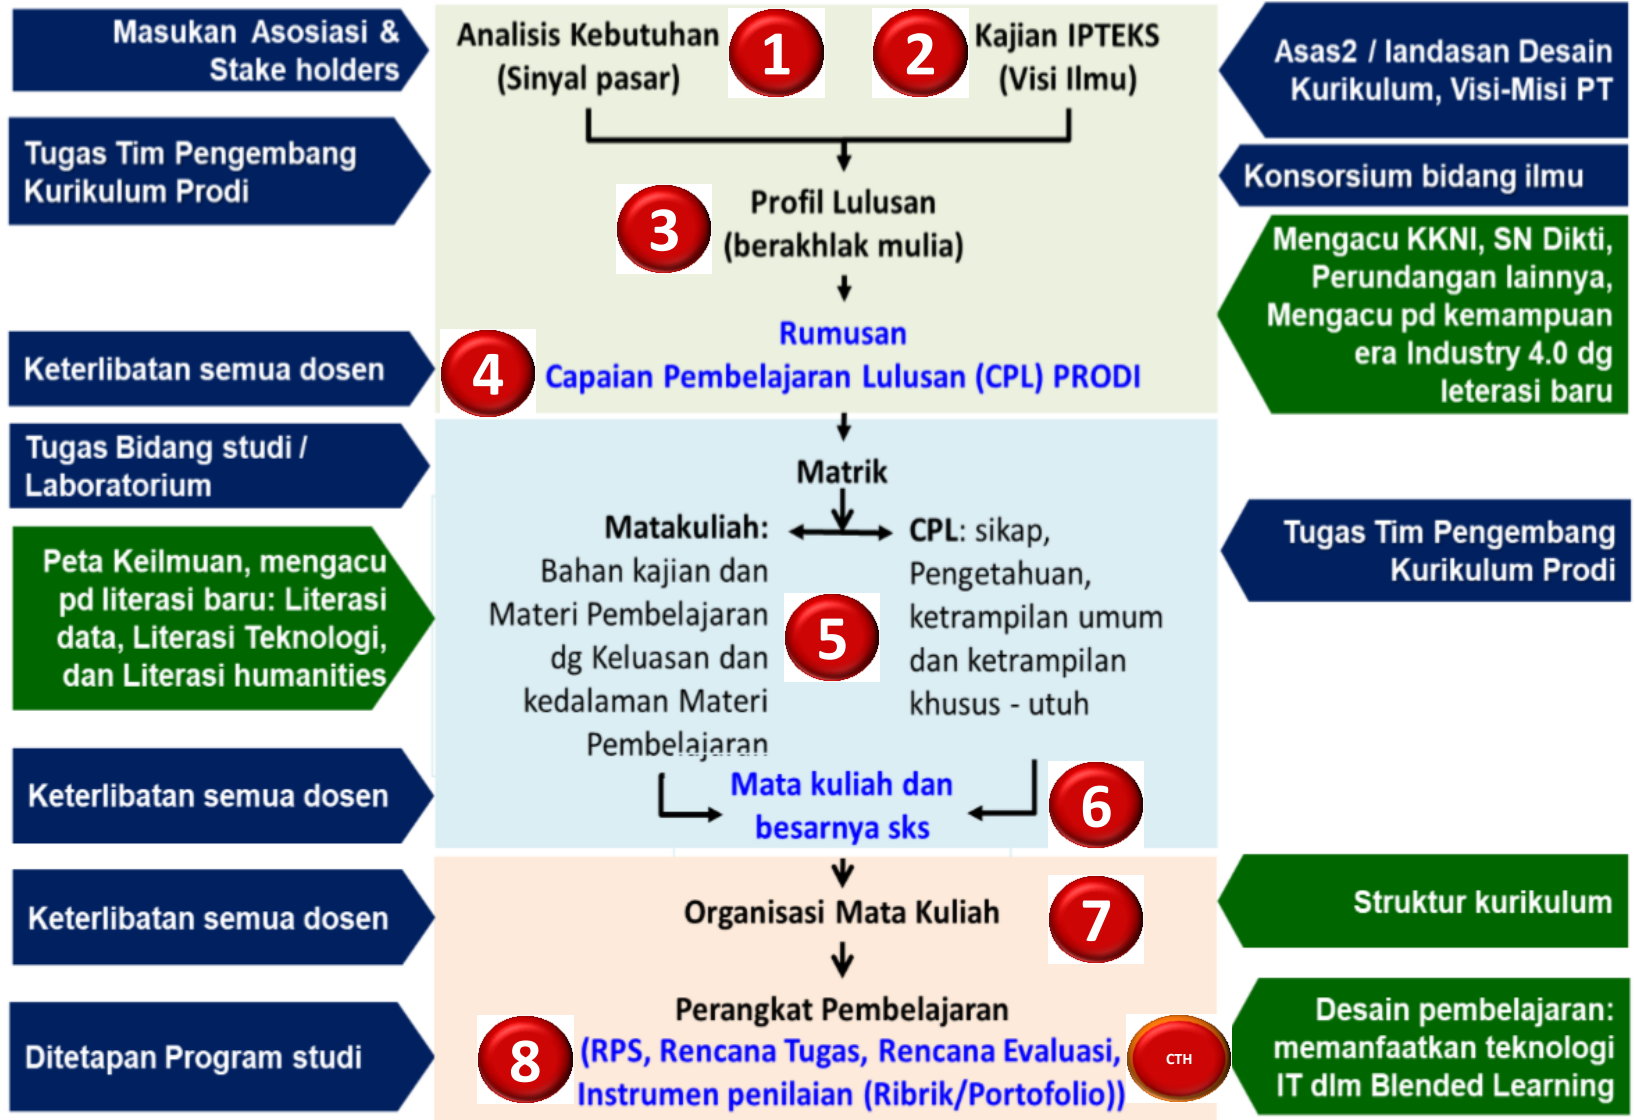 Masukan Asosiasi &
Stake holders
Analisis Kebutuhan
(Sinyal pasar)
1
2
Kajian IPTEKS
(Visi Ilmu)
Asas2 / landasan Desain
Kurikulum, Visi-Misi PT
Tugas Tim Pengembang
Kurikulum Prodi
Konsorsium bidang ilmu
3
Profil Lulusan
(berakhlak mulia)
Mengacu KKNI, SN Dikti,
Perundangan lainnya,
Mengacu pd kemampuan
era Industry 4.0 dg
leterasi baru
Keterlibatan semua dosen
4
Rumusan
Capaian Pembelajaran Lulusan (CPL) PRODI
Tugas Bidang studi /
Laboratorium
Matrik
Matakuliah:
Bahan kajian dan
Materi Pembelajaran
dg Keluasan dan
kedalaman Materi
Pembelajaran
5
CPL: sikap,
Pengetahuan,
ketrampilan umum
dan ketrampilan
khusus - utuh
Tugas Tim Pengembang
Kurikulum Prodi
Peta Keilmuan, mengacu
pd literasi baru: Literasi
data, Literasi Teknologi,
dan Literasi humanities
Keterlibatan semua dosen
Mata kuliah dan
besarnya sks
6
Keterlibatan semua dosen
Organisasi Mata Kuliah
7
Struktur kurikulum
Ditetapan Program studi
8
Perangkat Pembelajaran
(RPS, Rencana Tugas, Rencana Evaluasi,
Instrumen penilaian (Ribrik/Portofolio))
CTH
Desain pembelajaran:
memanfaatkan teknologi
IT dlm Blended Learning